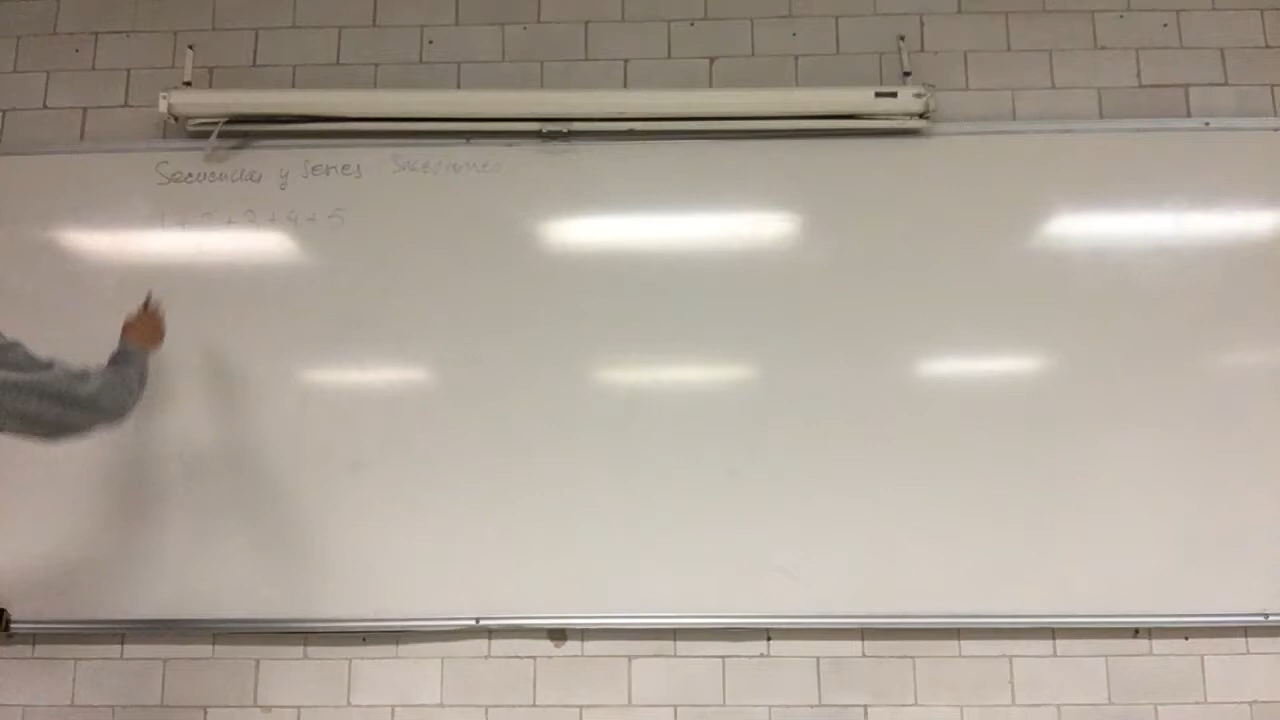 Secuencias y Series Sucesiones
1 + 2 + 3 + 4 + 5